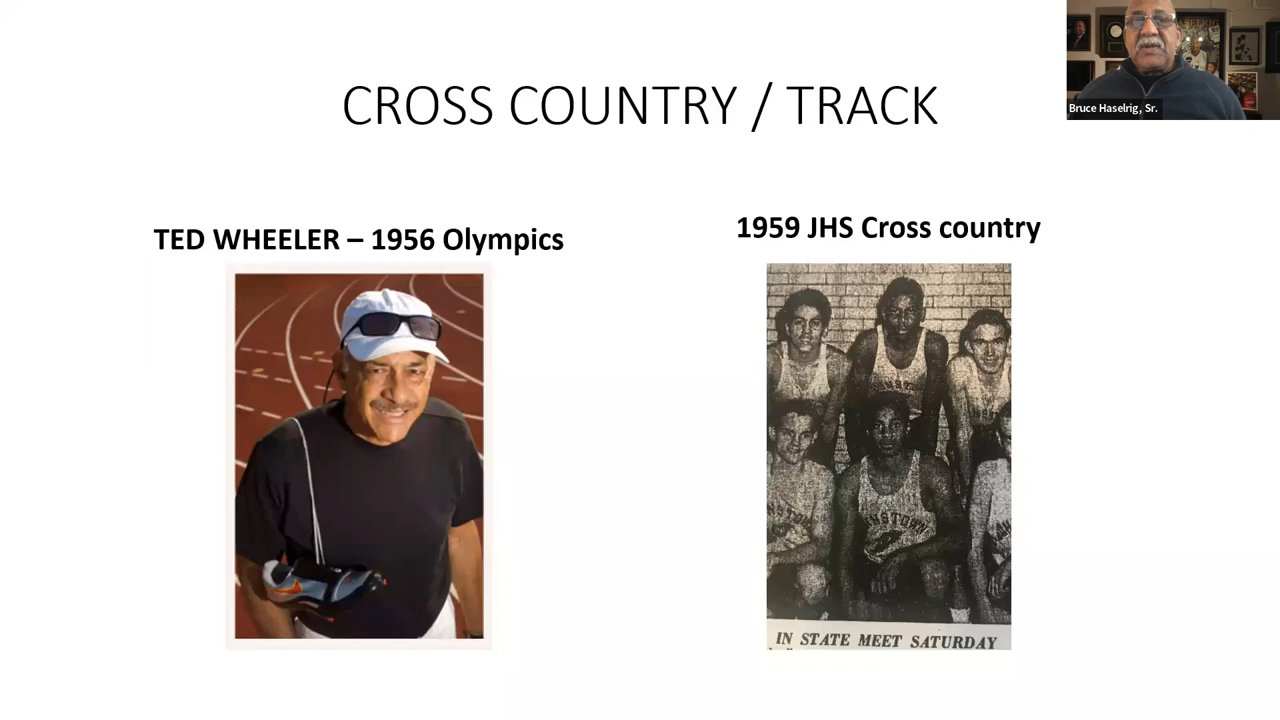 CROSS COUNTRY / TRACK
Bruce Haselrig, Sr.
TED WHEELER – 1956 Olympics
1959 JHS Cross country
IN STATE MEET SATURDAY